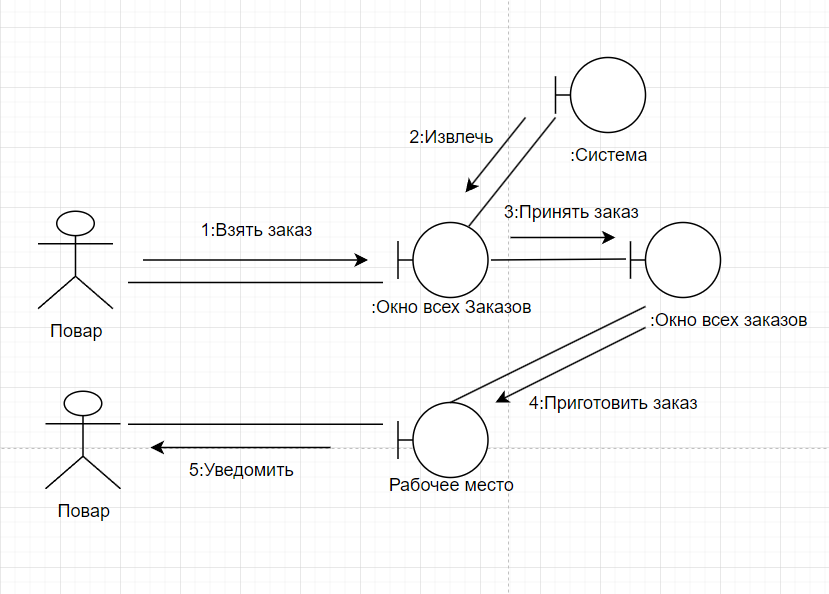 2:Извлечь
:Система
3:Принять заказ
1:Взять заказ
:Окно всех Заказов
:Окно всех заказов
Повар
4:Приготовить заказ
5:Уведомить
Рабочее место
Повар